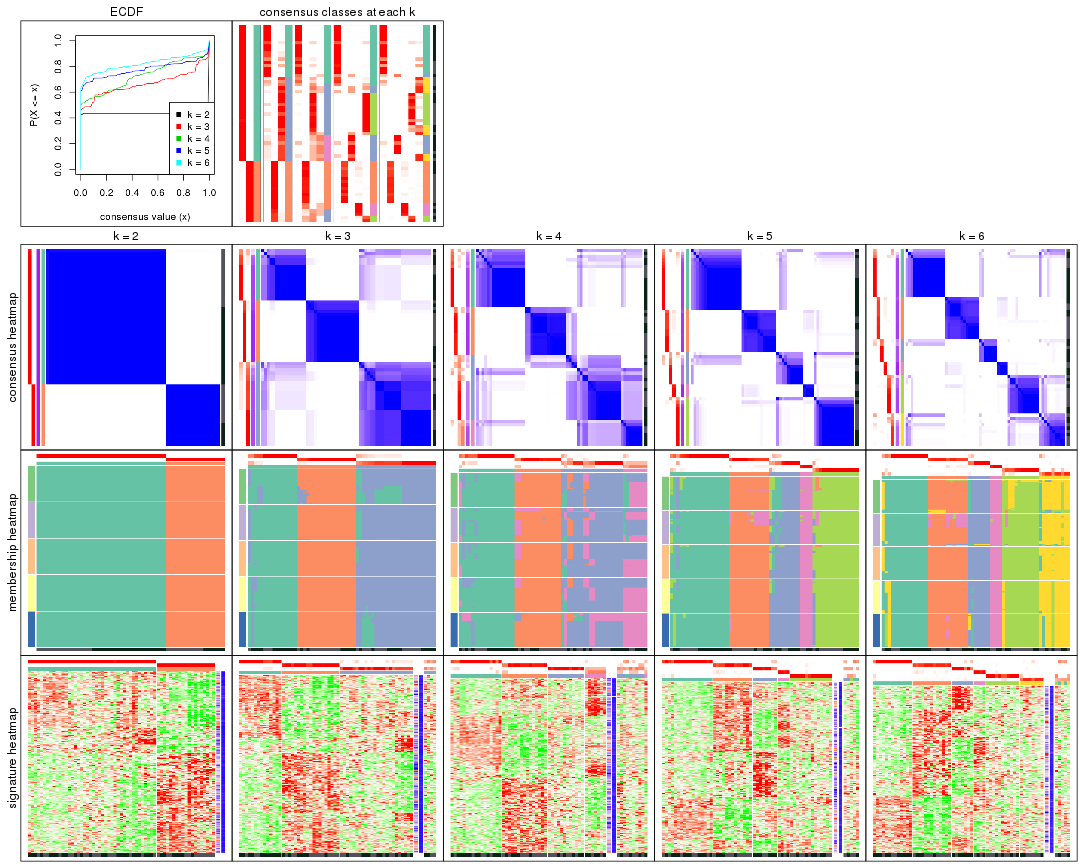 ECDF
consensus classes at each k
P(X <= x)
0.0 0.2 0.4 0.6 0.8 1.0
k = 2
k = 3
k = 4
k = 5
k = 6
0.0 0.2 0.4 0.6 0.8 1.0
consensus value (x)
k = 2
k = 3
k = 4
k = 5
k = 6
consensus heatmap
membership heatmap
signature heatmap